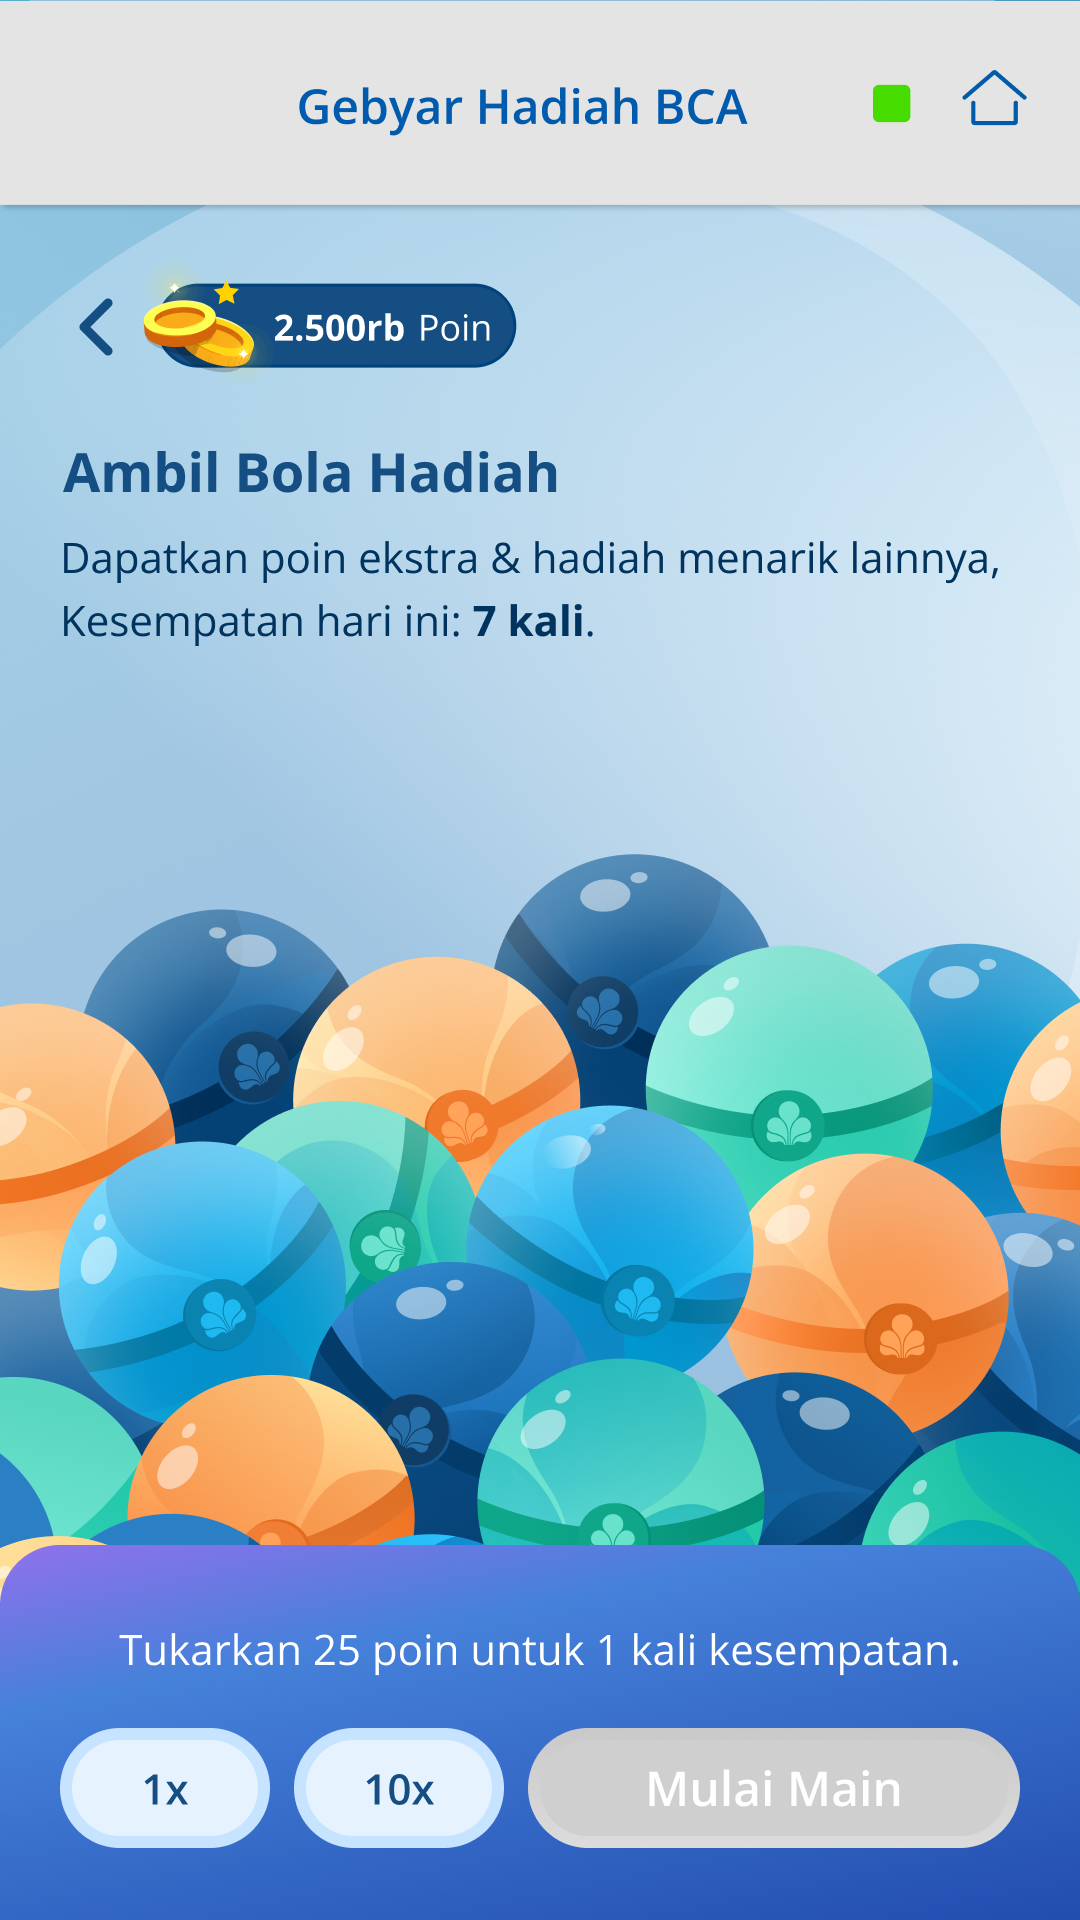 Gebyar Hadiah BCA
2.500rb Poin
Ambil Bola Hadiah
Dapatkan poin ekstra & hadiah menarik lainnya,
Kesempatan hari ini: 7 kali.
Tukarkan 25 poin untuk 1 kali kesempatan.
1x
10x
Mulai Main